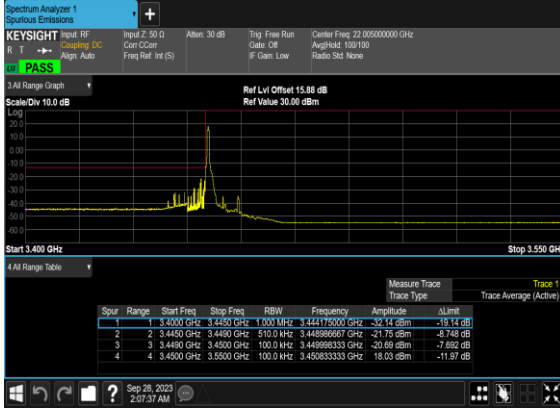 Spectrum Analyzer 1
Spurious Emissions
+
KEYSIGHT
R T
LXI PASS
Input: RF
Coupling: DC
Align: Auto
Input Z: 50 Ω
Corr CCorr
Freq Ref: Int (S)
Atten: 30 dB
Trig: Free Run
Gate: Off
IF Gain: Low
Center Freq: 22.005000000 GHz
Avg|Hold: 100/100
Radio Std: None
3 All Range Graph
Scale/Div 10.0 dB
Ref Lvl Offset 15.88 dB
Ref Value 30.00 dBm
Log
20.0
10.0
0.00
-10.0
-20.0
-30.0
-40.0
-50.0
-60.0
Start 3.400 GHz
Stop 3.550 GH
4 All Range Table
Measure Trace Trace 1
Trace Type Trace Average (Active)
Spur Range Start Freq Stop Freq RBW Frequency Amplitude ΔLimit
1 1 3.4000 GHz 3.4450 GHz 1.000 MHz 3.444175000 GHz -32.14 dBm -19.14 dB
2 2 3.4450 GHz 3.4490 GHz 510.0 kHz 3.448986667 GHz -21.75 dBm -8.748 dB
3 3 3.4490 GHz 3.4500 GHz 100.0 kHz 3.449998333 GHz -20.69 dBm -7.692 dB
4 4 3.4500 GHz 3.5500 GHz 100.0 kHz 3.450833333 GHz 18.03 dBm -11.97 dB
?
Sep 28, 2023
2:07:37 AM